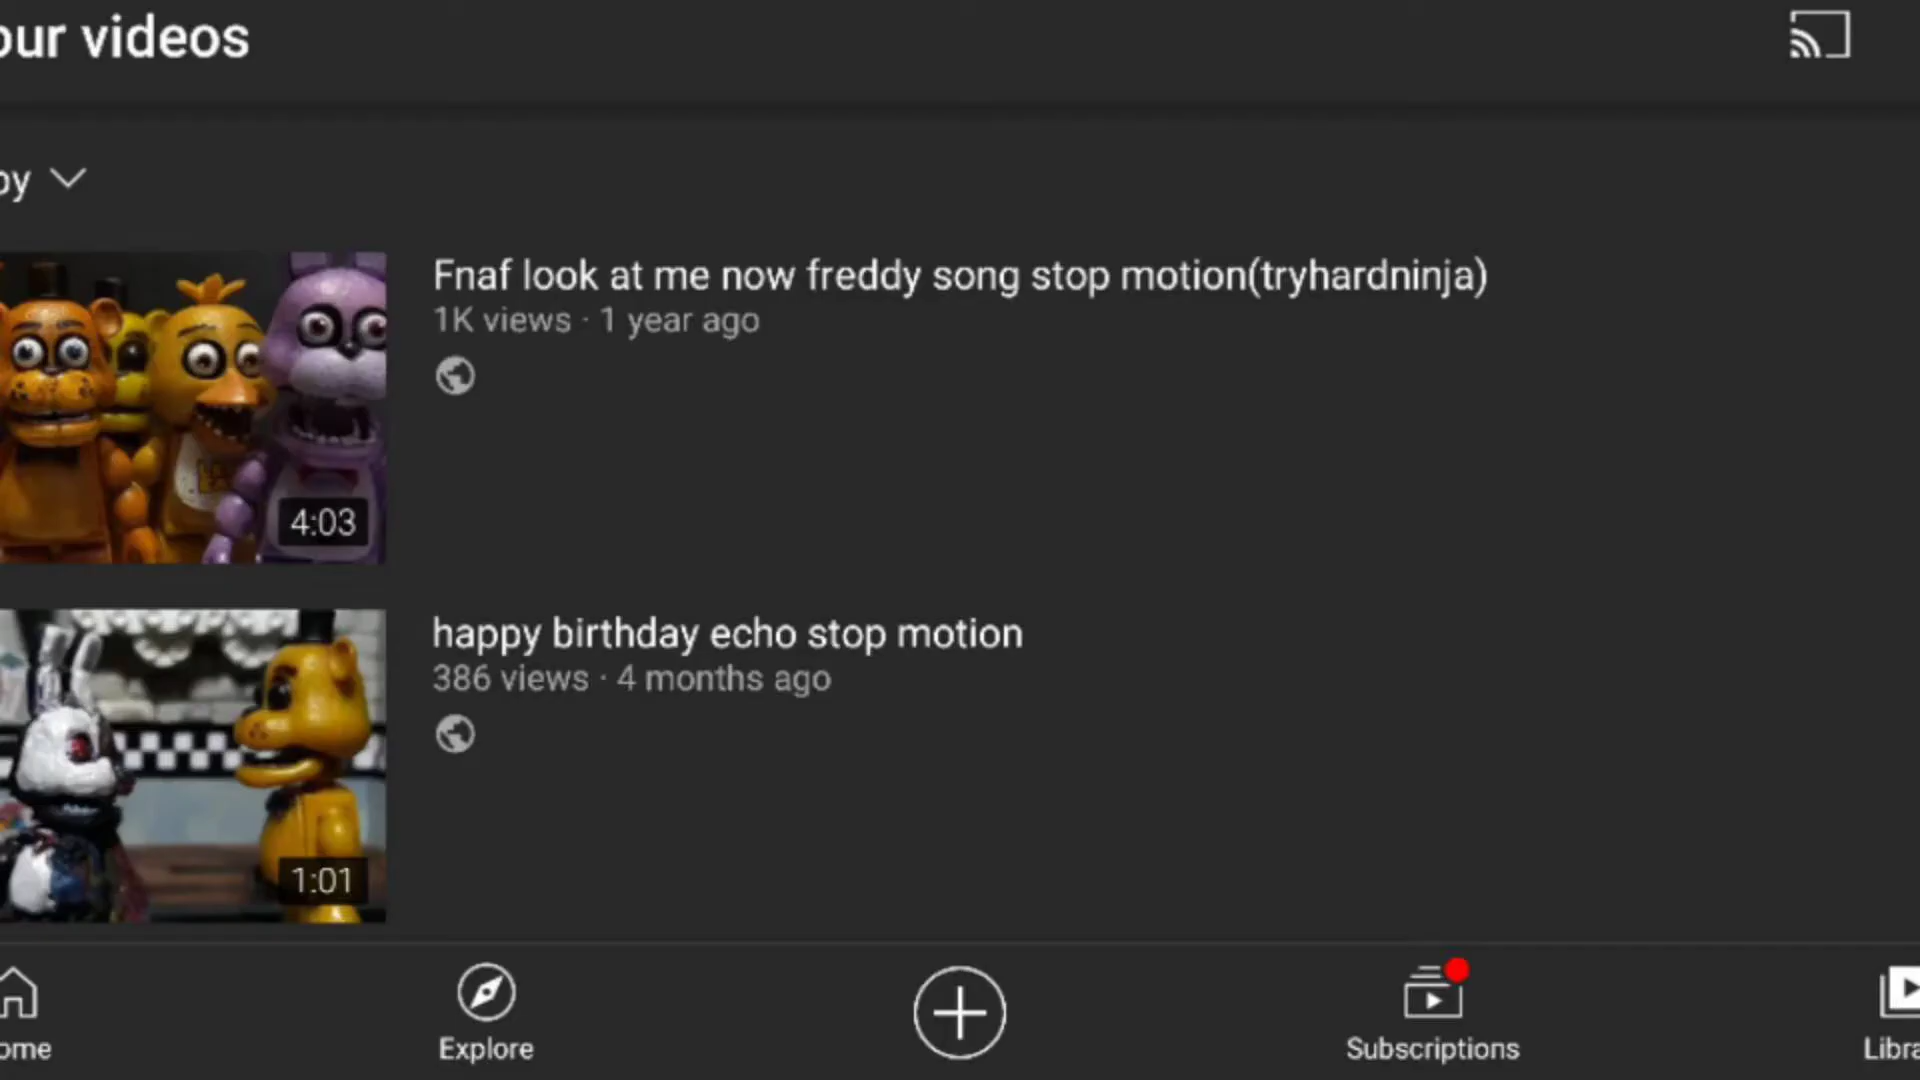 our videos
by
Fnaf look at me now freddy song stop motion(tryhardninja)
1K views · 1 year ago
4:03
happy birthday echo stop motion
386 views · 4 months ago
1:01
ome
Explore
Subscriptions
Libra